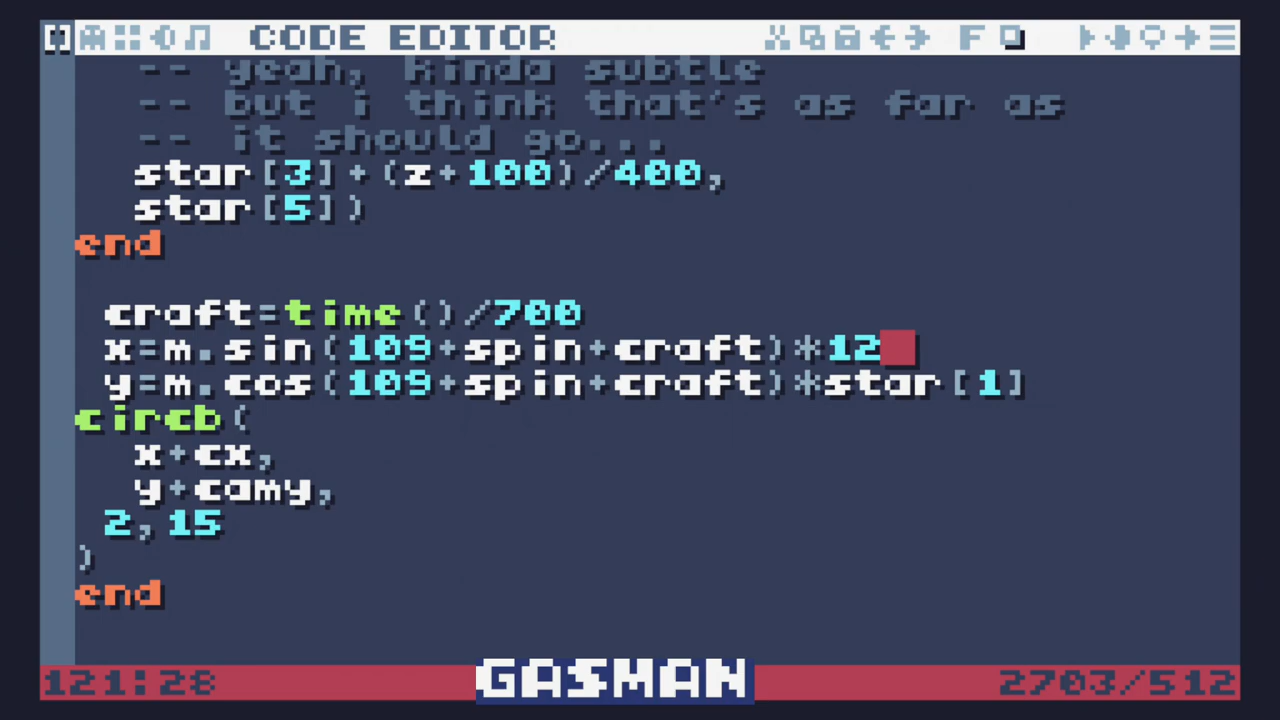 CODE EDITOR F
-- yeah, kinda subtle
-- but i think that's as far as
-- it should go...
star[3]+(z+100)/400,
star[5])
end
craft=time()/700
x=m.sin(109+spin+craft)*12
y=m.cos(109+spin+craft)*star[1]
circb(
x+cx,
y+camy,
2,15
)
end
121:28 GASMAN 2703/512